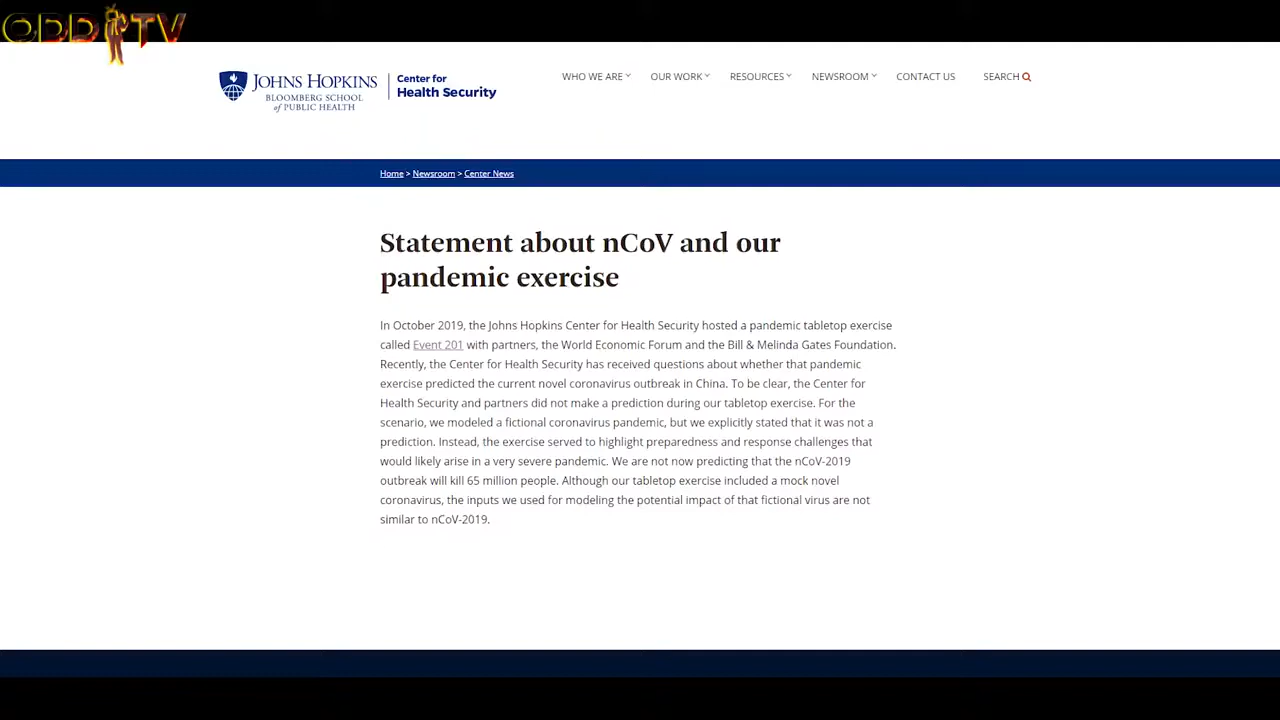 ODD TV
JOHNS HOPKINS
BLOOMBERG SCHOOL
of PUBLIC HEALTH
Center for
Health Security
WHO WE ARE
OUR WORK
RESOURCES
NEWSROOM
CONTACT US
SEARCH
Home > Newsroom > Center News
Statement about nCoV and our
pandemic exercise
In October 2019, the Johns Hopkins Center for Health Security hosted a pandemic tabletop exercise
called Event 201 with partners, the World Economic Forum and the Bill & Melinda Gates Foundation.
Recently, the Center for Health Security has received questions about whether that pandemic
exercise predicted the current novel coronavirus outbreak in China. To be clear, the Center for
Health Security and partners did not make a prediction during our tabletop exercise. For the
scenario, we modeled a fictional coronavirus pandemic, but we explicitly stated that it was not a
prediction. Instead, the exercise served to highlight preparedness and response challenges that
would likely arise in a very severe pandemic. We are not now predicting that the nCoV-2019
outbreak will kill 65 million people. Although our tabletop exercise included a mock novel
coronavirus, the inputs we used for modeling the potential impact of that fictional virus are not
similar to nCoV-2019.